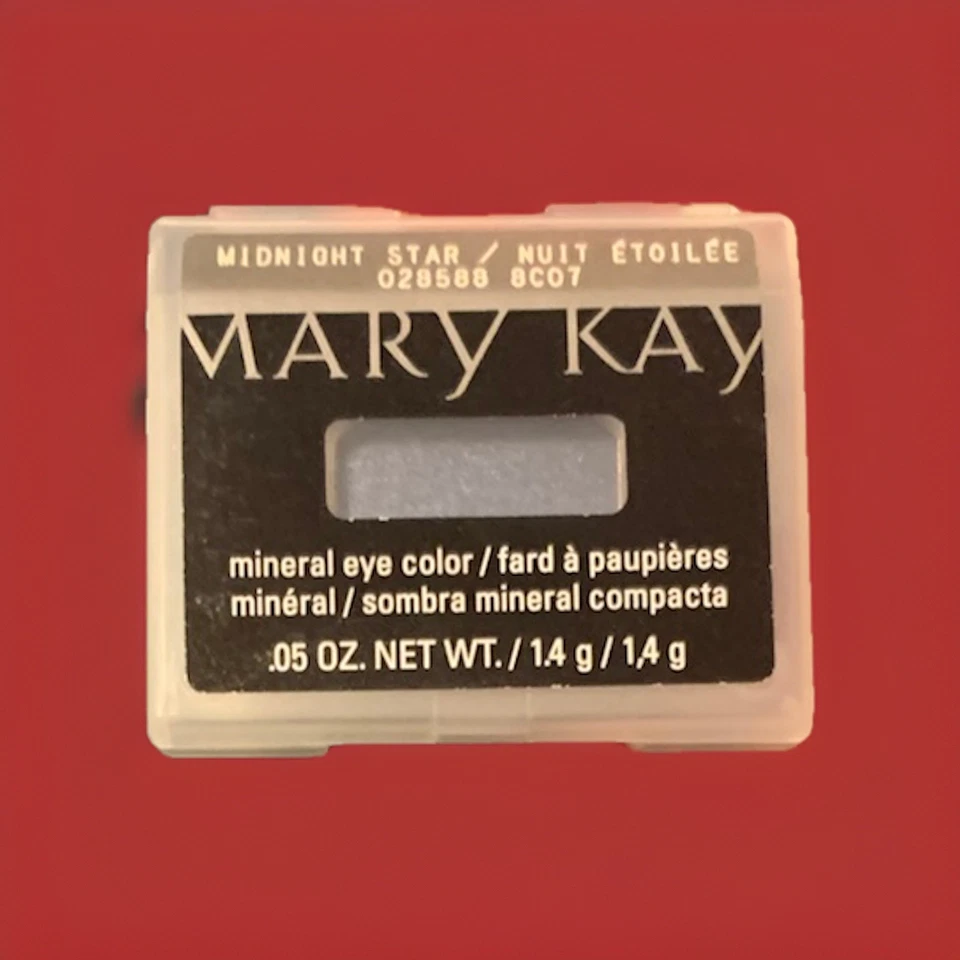 MIDNIGHT STAR / NUIT ÉTOILÉE
028588 8C07
MARY KAY
mineral eye color / fard à paupières
minéral / sombra mineral compacta
.05 OZ. NET WT. / 1.4 g / 1,4 g